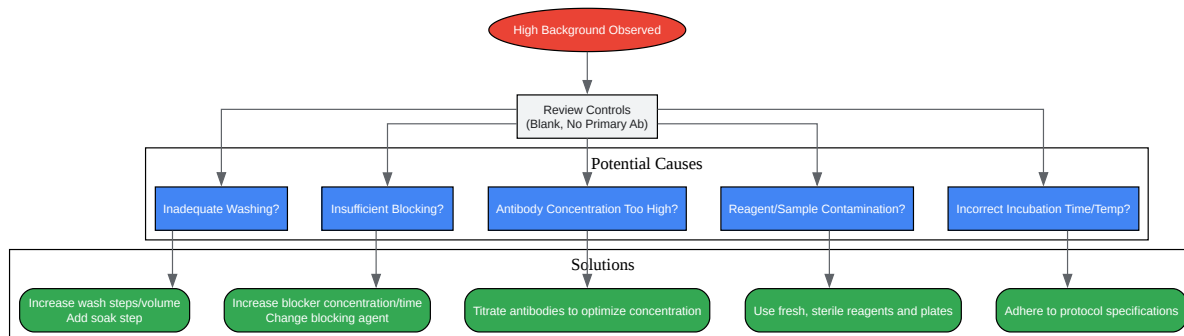 High Background Observed
Review Controls
(Blank, No Primary Ab)
Potential Causes
Inadequate Washing?
Insufficient Blocking?
Antibody Concentration Too High?
Reagent/Sample Contamination?
Incorrect Incubation Time/Temp?
Solutions
Increase wash steps/volume
Add soak step
Increase blocker concentration/time
Change blocking agent
Titrate antibodies to optimize concentration
Use fresh, sterile reagents and plates
Adhere to protocol specifications